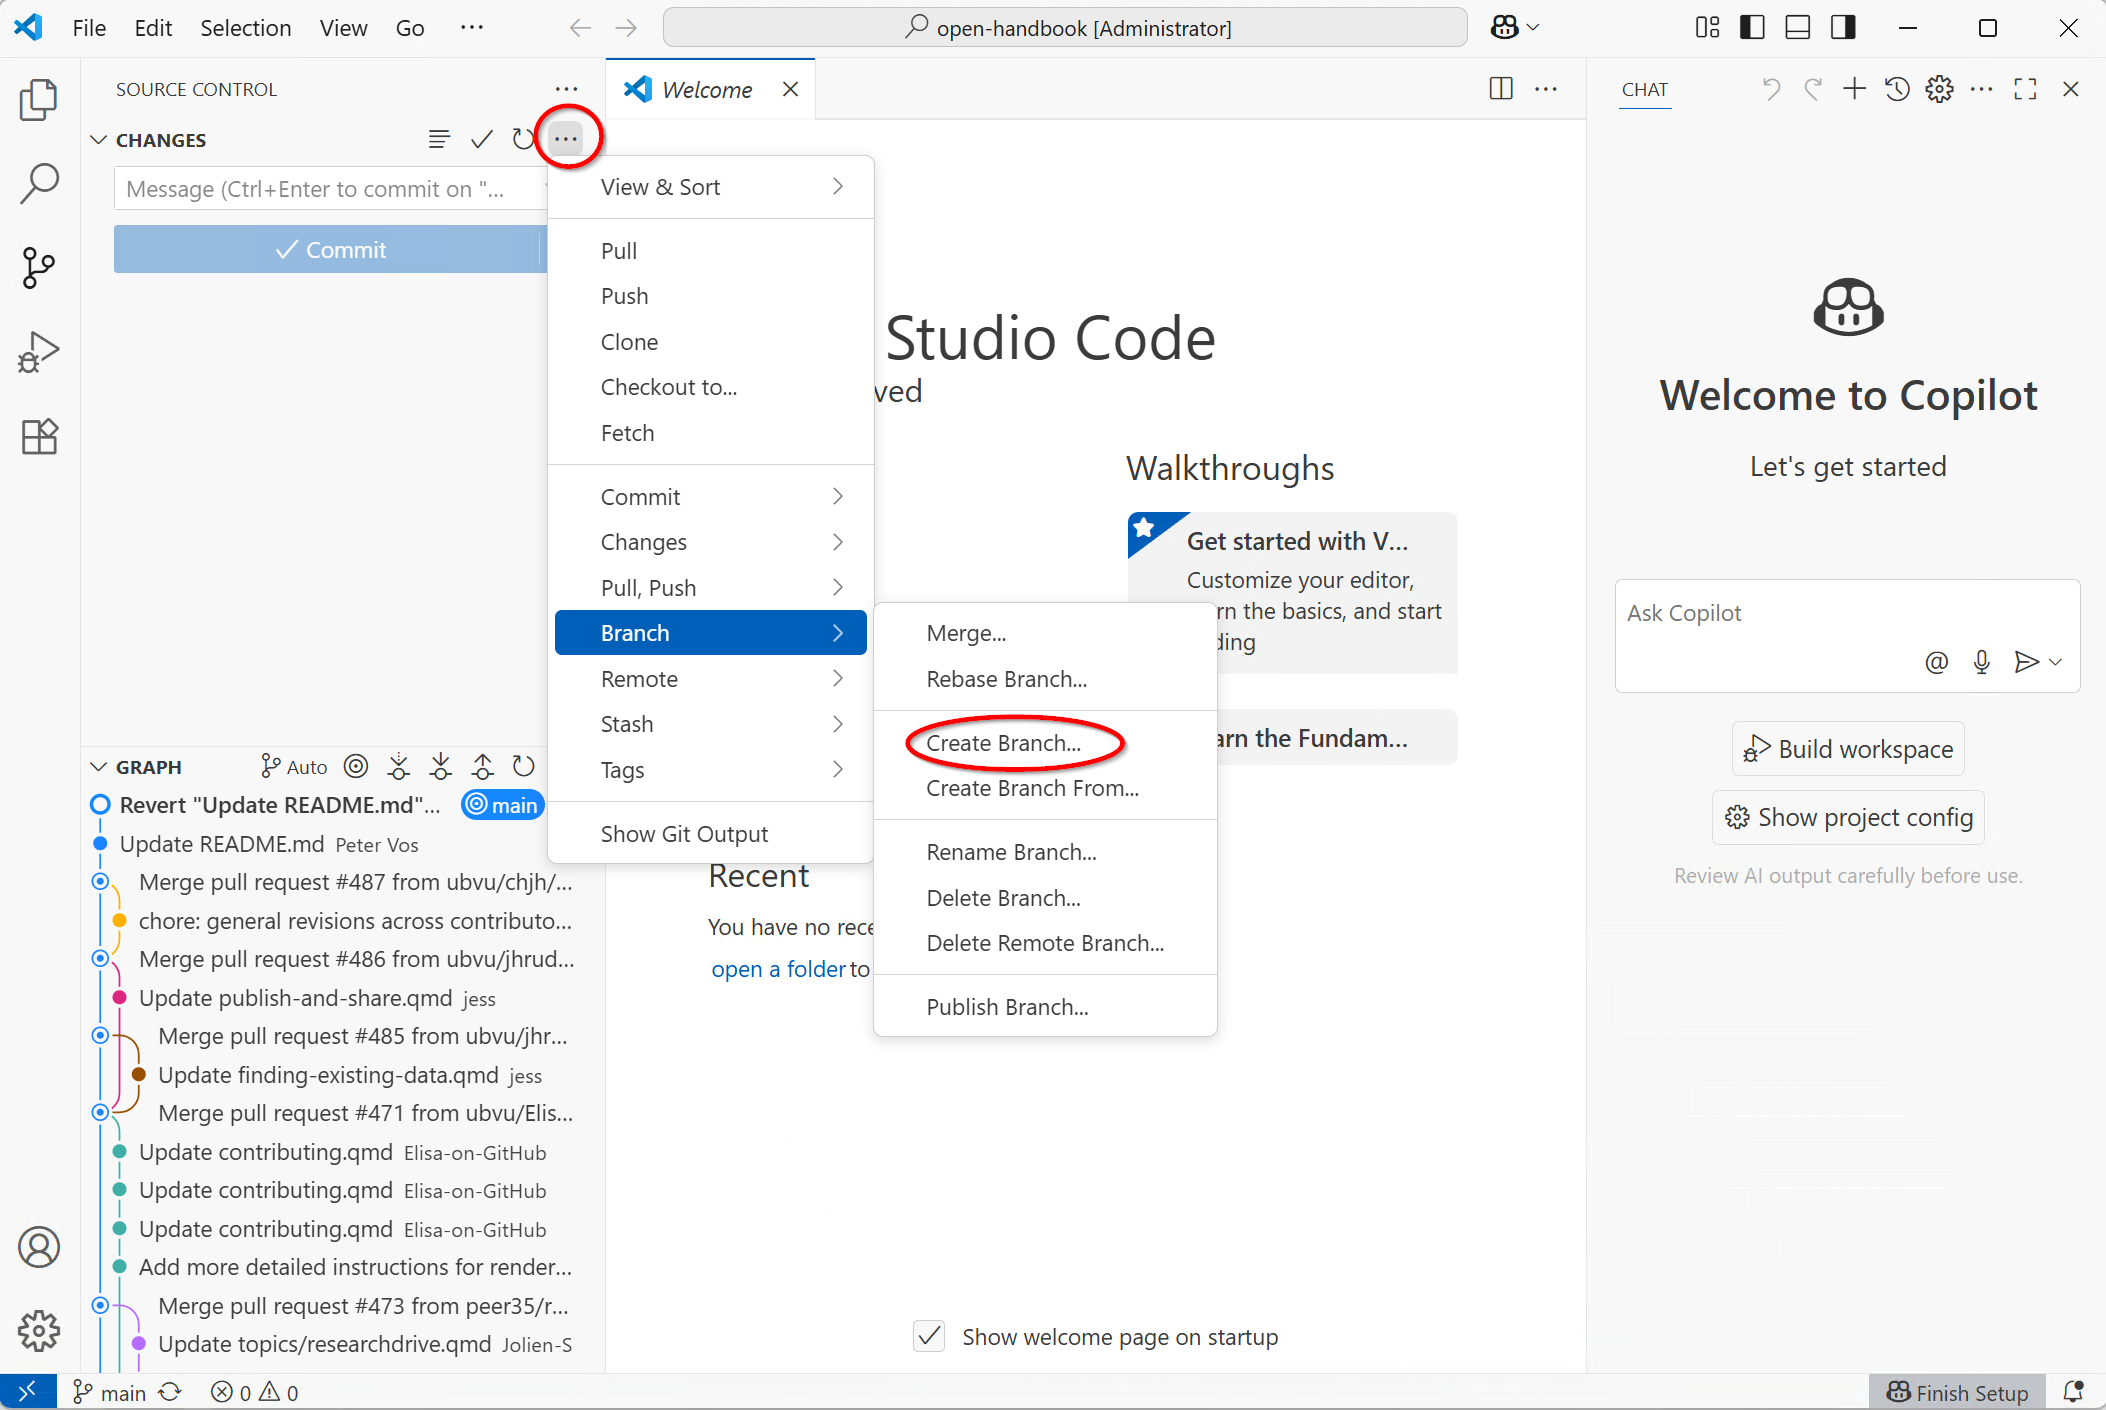 File Edit Selection View Go ···
open-handbook [Administrator]
SOURCE CONTROL
Welcome
CHAT
CHANGES
Message (Ctrl+Enter to commit on "...
Commit
View & Sort
Pull
Push
Clone
Checkout to...
Fetch
Commit
Changes
Pull, Push
Branch
Remote
Stash
Tags
Show Git Output
Merge...
Rebase Branch...
Create Branch...
Create Branch From...
Rename Branch...
Delete Branch...
Delete Remote Branch...
Publish Branch...
Studio Code
Walkthroughs
Get started with V...
Customize your editor,
the basics, and start
the Fundam...
Recent
You have no
open a folder to
Show welcome page on startup
GRAPH
Auto
Revert "Update README.md"... main
Update README.md Peter Vos
Merge pull request #487 from ubvu/chjh/...
chore: general revisions across contributo...
Merge pull request #486 from ubvu/jhrud...
Update publish-and-share.qmd jess
Merge pull request #485 from ubvu/jhr...
Update finding-existing-data.qmd jess
Merge pull request #471 from ubvu/Elis...
Update contributing.qmd Elisa-on-GitHub
Update contributing.qmd Elisa-on-GitHub
Update contributing.qmd Elisa-on-GitHub
Add more detailed instructions for render...
Merge pull request #473 from peer35/r...
Update topics/researchdrive.qmd Jolien-S
Welcome to Copilot
Let's get started
Ask Copilot
@
Build workspace
Show project config
Review AI output carefully before use.
main 0 0
Finish Setup